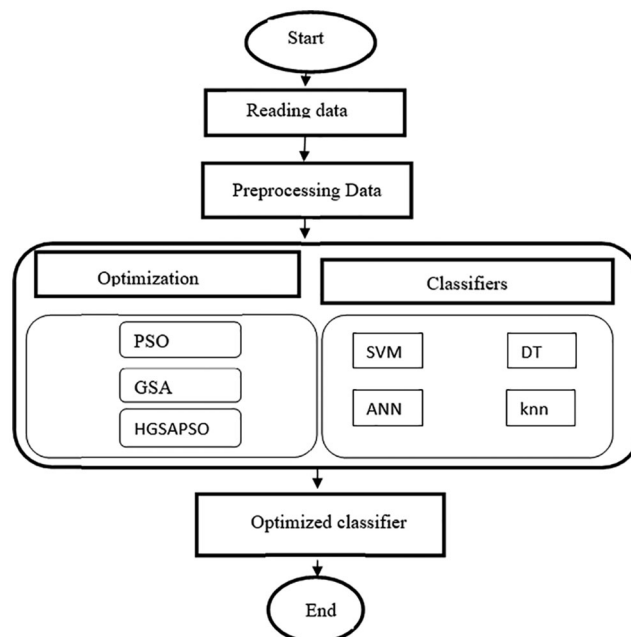 Start
Reading data
Preprocessing Data
Optimization
PSO
GSA
HGSAPSO
Classifiers
SVM
DT
ANN
knn
Optimized classifier
End